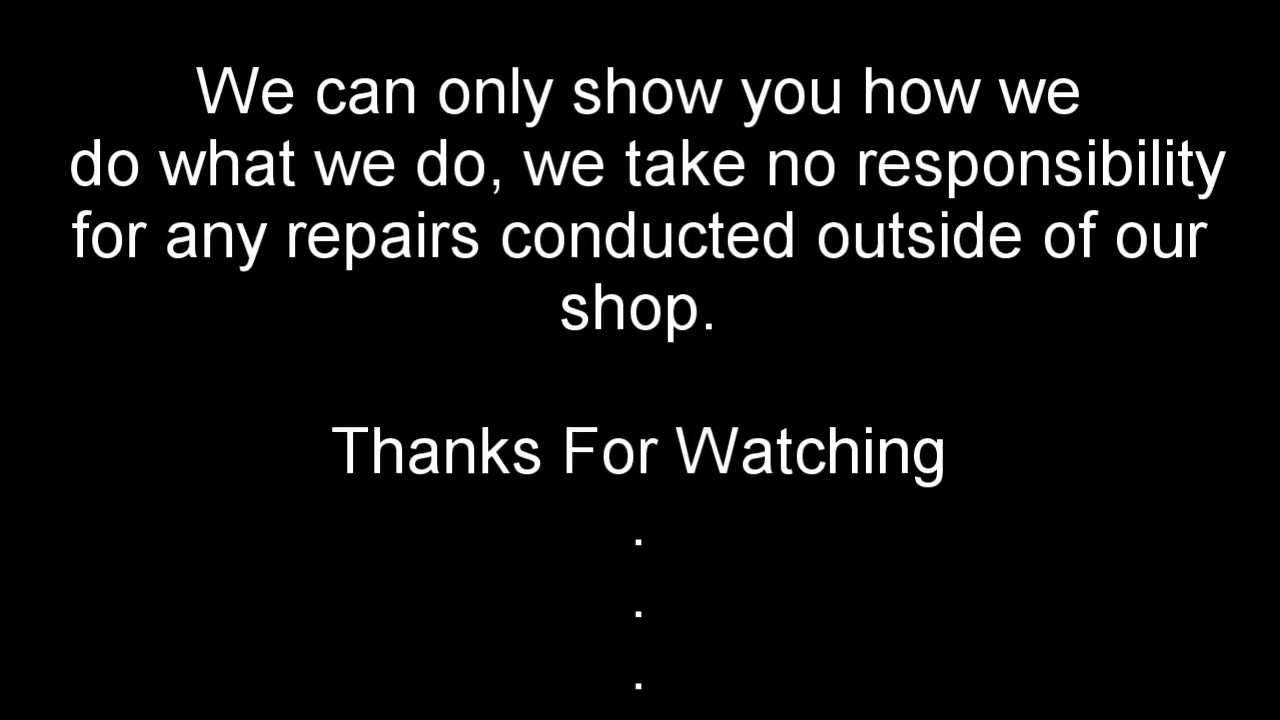 We can only show you how we
do what we do, we take no responsibility
for any repairs conducted outside of our
shop.
Thanks For Watching
.
.
.